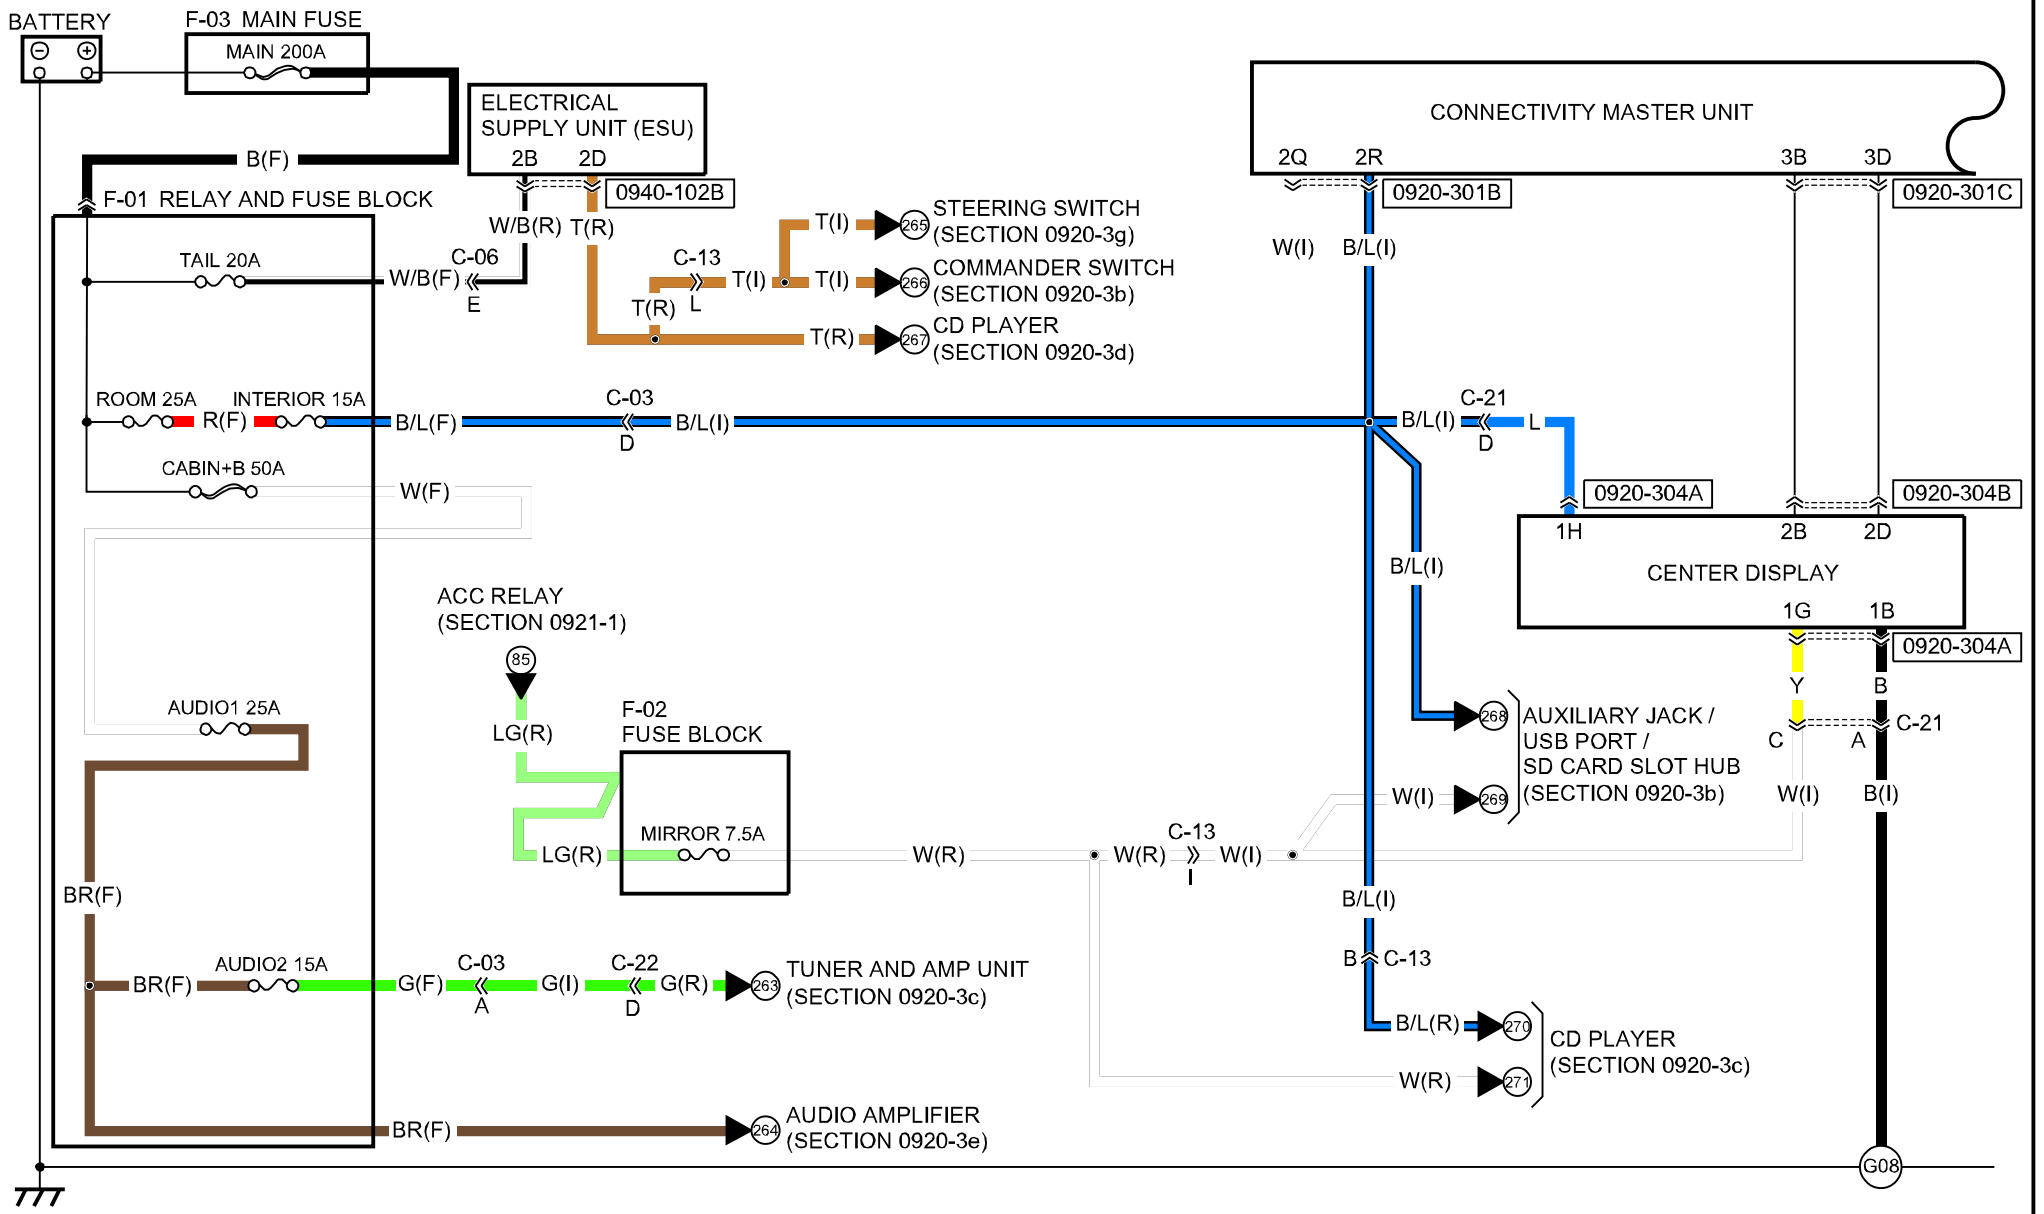 BATTERY
F-03 MAIN FUSE
MAIN 200A
B(F)
F-01 RELAY AND FUSE BLOCK
ELECTRICAL
SUPPLY UNIT (ESU)
2B 2D
0940-102B
W/B(R) T(R)
TAIL 20A
W/B(F)
C-06
E
C-13
L
T(R)
T(I)
T(I)
T(I)
T(R)
265
STEERING SWITCH
(SECTION 0920-3g)
266
COMMANDER SWITCH
(SECTION 0920-3b)
267
CD PLAYER
(SECTION 0920-3d)
CONNECTIVITY MASTER UNIT
2Q 2R 3B 3D
0920-301B
0920-301C
W(I) B/L(I)
ROOM 25A
R(F)
INTERIOR 15A
B/L(F)
C-03
D
B/L(I)
B/L(I)
C-21
D
L
0920-304A
0920-304B
1H 2B 2D
CENTER DISPLAY
1G 1B
0920-304A
CABIN+B 50A
W(F)
B/L(I)
ACC RELAY
(SECTION 0921-1)
85
LG(R)
F-02
FUSE BLOCK
MIRROR 7.5A
LG(R)
W(R)
W(R)
C-13
I
W(I)
W(I)
Y B
C A C-21
W(I) B(I)
268
269
AUXILIARY JACK /
USB PORT /
SD CARD SLOT HUB
(SECTION 0920-3b)
AUDIO1 25A
BR(F)
B/L(I)
B C-13
B/L(R)
270
W(R)
271
CD PLAYER
(SECTION 0920-3c)
BR(F)
AUDIO2 15A
G(F)
C-03
A
G(I)
C-22
D
G(R)
263
TUNER AND AMP UNIT
(SECTION 0920-3c)
BR(F)
264
AUDIO AMPLIFIER
(SECTION 0920-3e)
G08